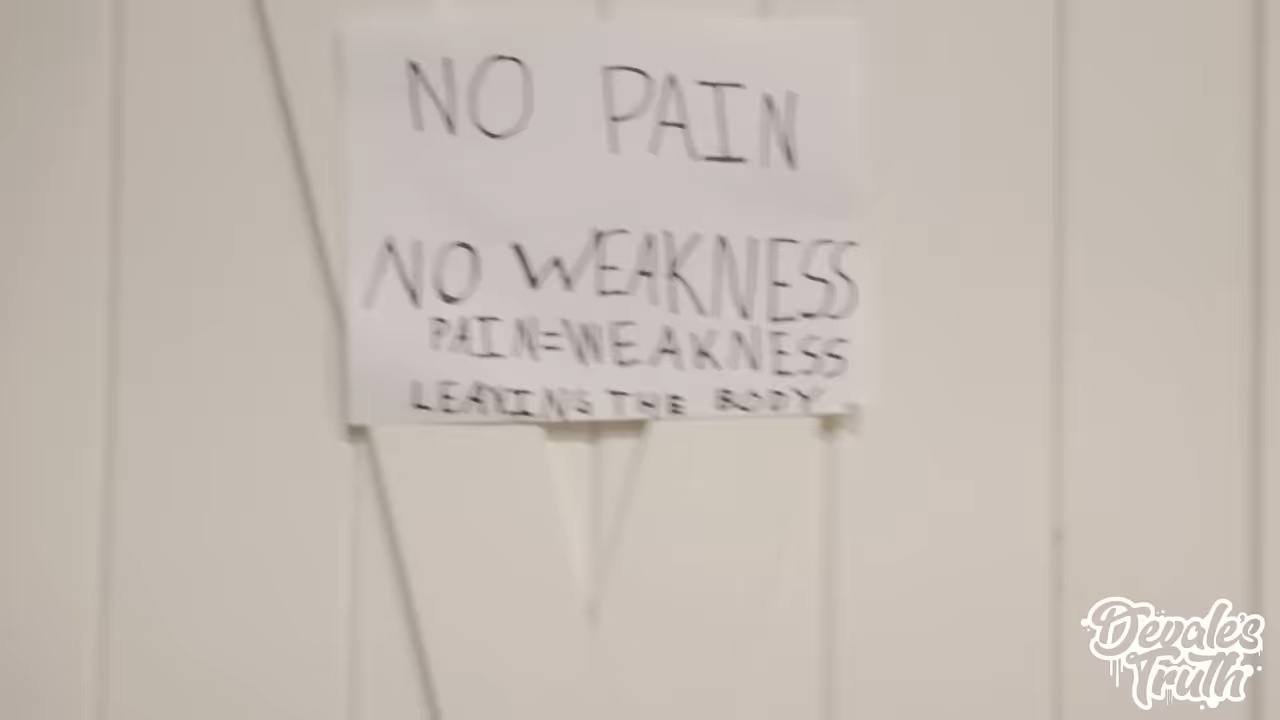 NO PAIN
NO WEAKNESS
PAIN=WEAKNESS
LEAVING THE BODY
Devale's
Truth